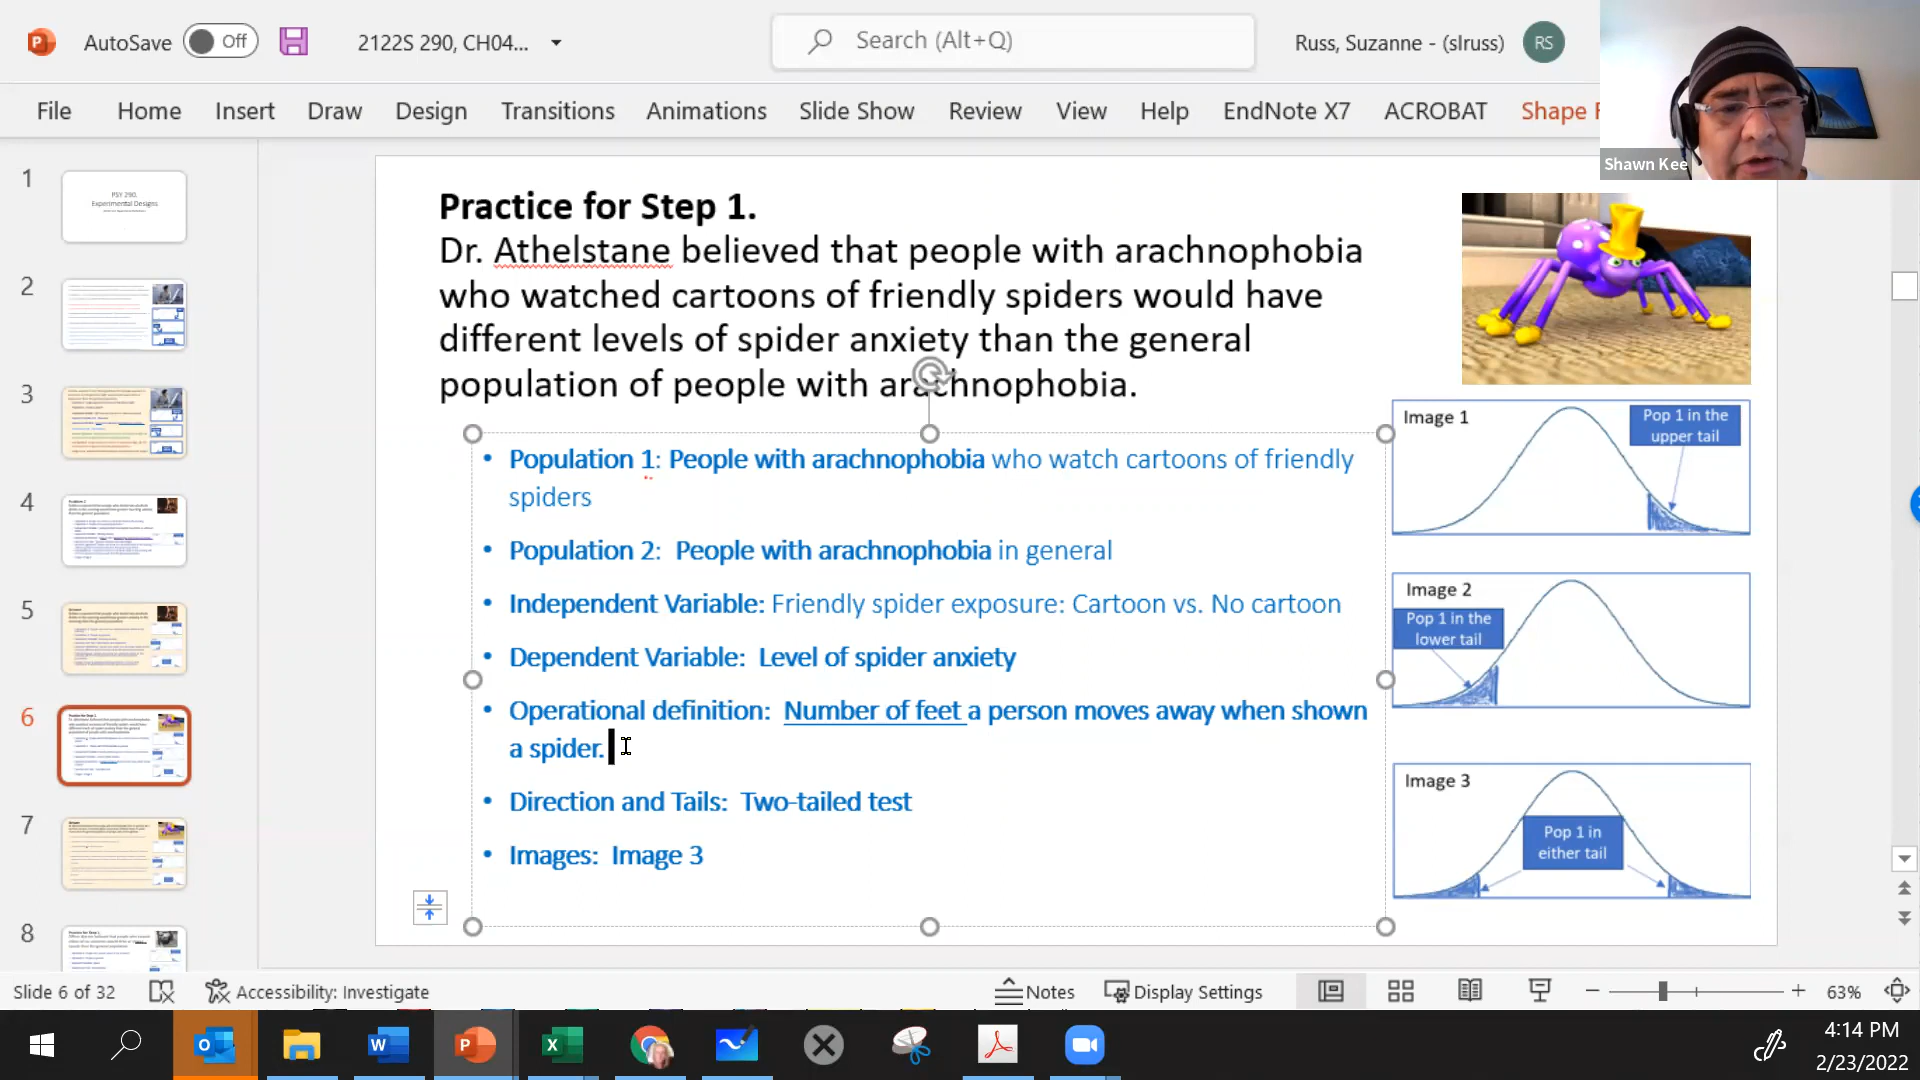 AutoSave Off 2122S 290, CH04... Search (Alt+Q) Russ, Suzanne - (slruss) RS
File Home Insert Draw Design Transitions Animations Slide Show Review View Help EndNote X7 ACROBAT Shape F
Shawn Kee
1
PSY 290,
Experimental Designs
2
3
4
5
6
7
8
Practice for Step 1.
Dr. Athelstane believed that people with arachnophobia
who watched cartoons of friendly spiders would have
different levels of spider anxiety than the general
population of people with arachnophobia.
• Population 1: People with arachnophobia who watch cartoons of friendly
spiders
• Population 2: People with arachnophobia in general
• Independent Variable: Friendly spider exposure: Cartoon vs. No cartoon
• Dependent Variable: Level of spider anxiety
• Operational definition: Number of feet a person moves away when shown
a spider.
• Direction and Tails: Two-tailed test
• Images: Image 3
Image 1
Pop 1 in the
upper tail
Image 2
Pop 1 in the
lower tail
Image 3
Pop 1 in
either tail
Slide 6 of 32 Accessibility: Investigate Notes Display Settings 63%
4:14 PM
2/23/2022